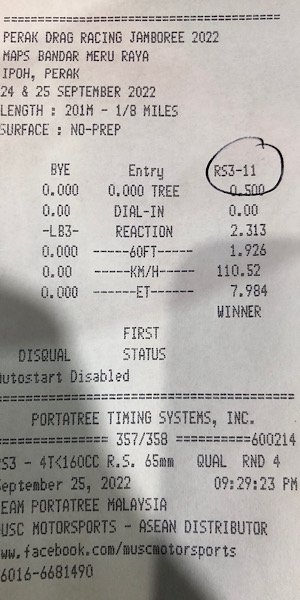 ====================================
PERAK DRAG RACING JAMBOREE 2022
MAPS BANDAR MERU RAYA
IPOH, PERAK
24 & 25 SEPTEMBER 2022
LENGTH : 201M - 1/8 MILES
SURFACE : NO-PREP
BYE Entry RS3-11
0.000 0.000 TREE 0.500
0.00 DIAL-IN 0.00
-LB3- REACTION 2.313
0.000 ------60FT------ 1.926
0.00 -----KM/H----- 110.52
0.000 ------ET------ 7.984
WINNER
FIRST
DISQUAL STATUS
utostart Disabled
====================================
PORTATREE TIMING SYSTEMS, INC.
============= 357/358 ==========600214
RS3 - 4T<160CC R.S. 65mm QUAL RND 4
September 25, 2022 09:29:23 PM
EAM PORTATREE MALAYSIA
MUSC MOTORSPORTS - ASEAN DISTRIBUTOR
ww.facebook.com/muscmotorsports
6016-6681490